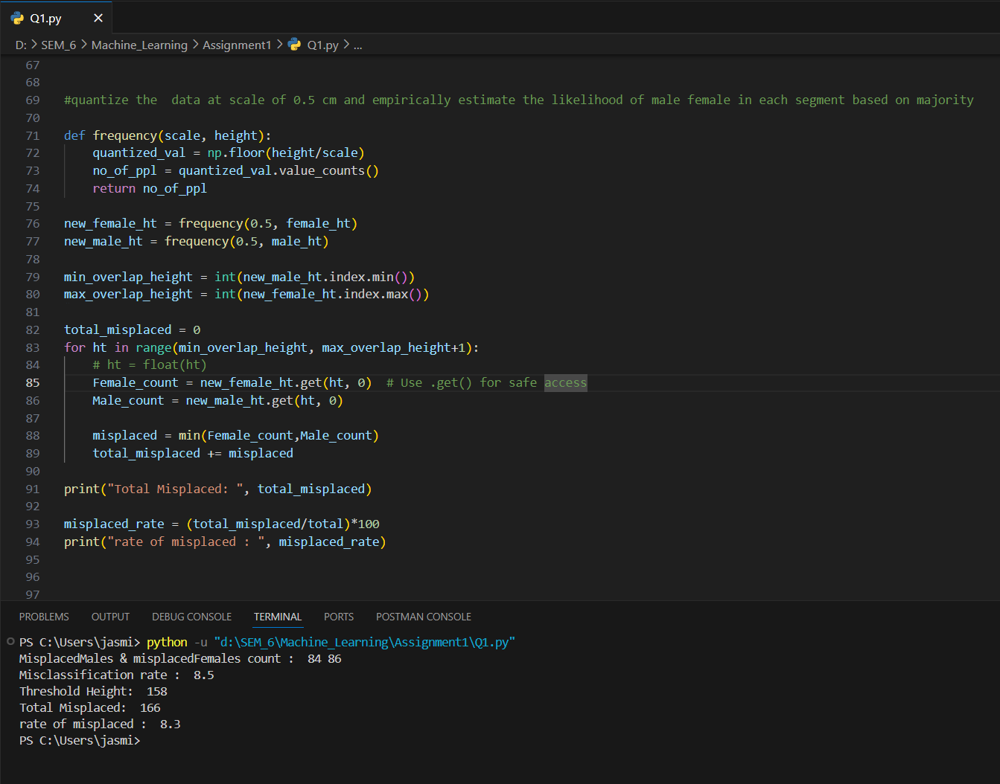 Q1.py
D: > SEM_6 > Machine_Learning > Assignment1 > Q1.py > ...
67
68
69 #quantize the  data at scale of 0.5 cm and empirically estimate the likelihood of male female in each segment based on majority
70
71 def frequency(scale, height):
72     quantized_val = np.floor(height/scale)
73     no_of_ppl = quantized_val.value_counts()
74     return no_of_ppl
75
76 new_female_ht = frequency(0.5, female_ht)
77 new_male_ht = frequency(0.5, male_ht)
78
79 min_overlap_height = int(new_male_ht.index.min())
80 max_overlap_height = int(new_female_ht.index.max())
81
82 total_misplaced = 0
83 for ht in range(min_overlap_height, max_overlap_height+1):
84     # ht = float(ht)
85     Female_count = new_female_ht.get(ht, 0)  # Use .get() for safe access
86     Male_count = new_male_ht.get(ht, 0)
87
88     misplaced = min(Female_count,Male_count)
89     total_misplaced += misplaced
90
91 print("Total Misplaced: ", total_misplaced)
92
93 misplaced_rate = (total_misplaced/total)*100
94 print("rate of misplaced : ", misplaced_rate)
95
96
97
PROBLEMS OUTPUT DEBUG CONSOLE TERMINAL PORTS POSTMAN CONSOLE
PS C:\Users\jasmi> python -u "d:\SEM_6\Machine_Learning\Assignment1\Q1.py"
MisplacedMales & misplacedFemales count :  84 86
Misclassification rate :  8.5
Threshold Height:  158
Total Misplaced:  166
rate of misplaced :  8.3
PS C:\Users\jasmi>